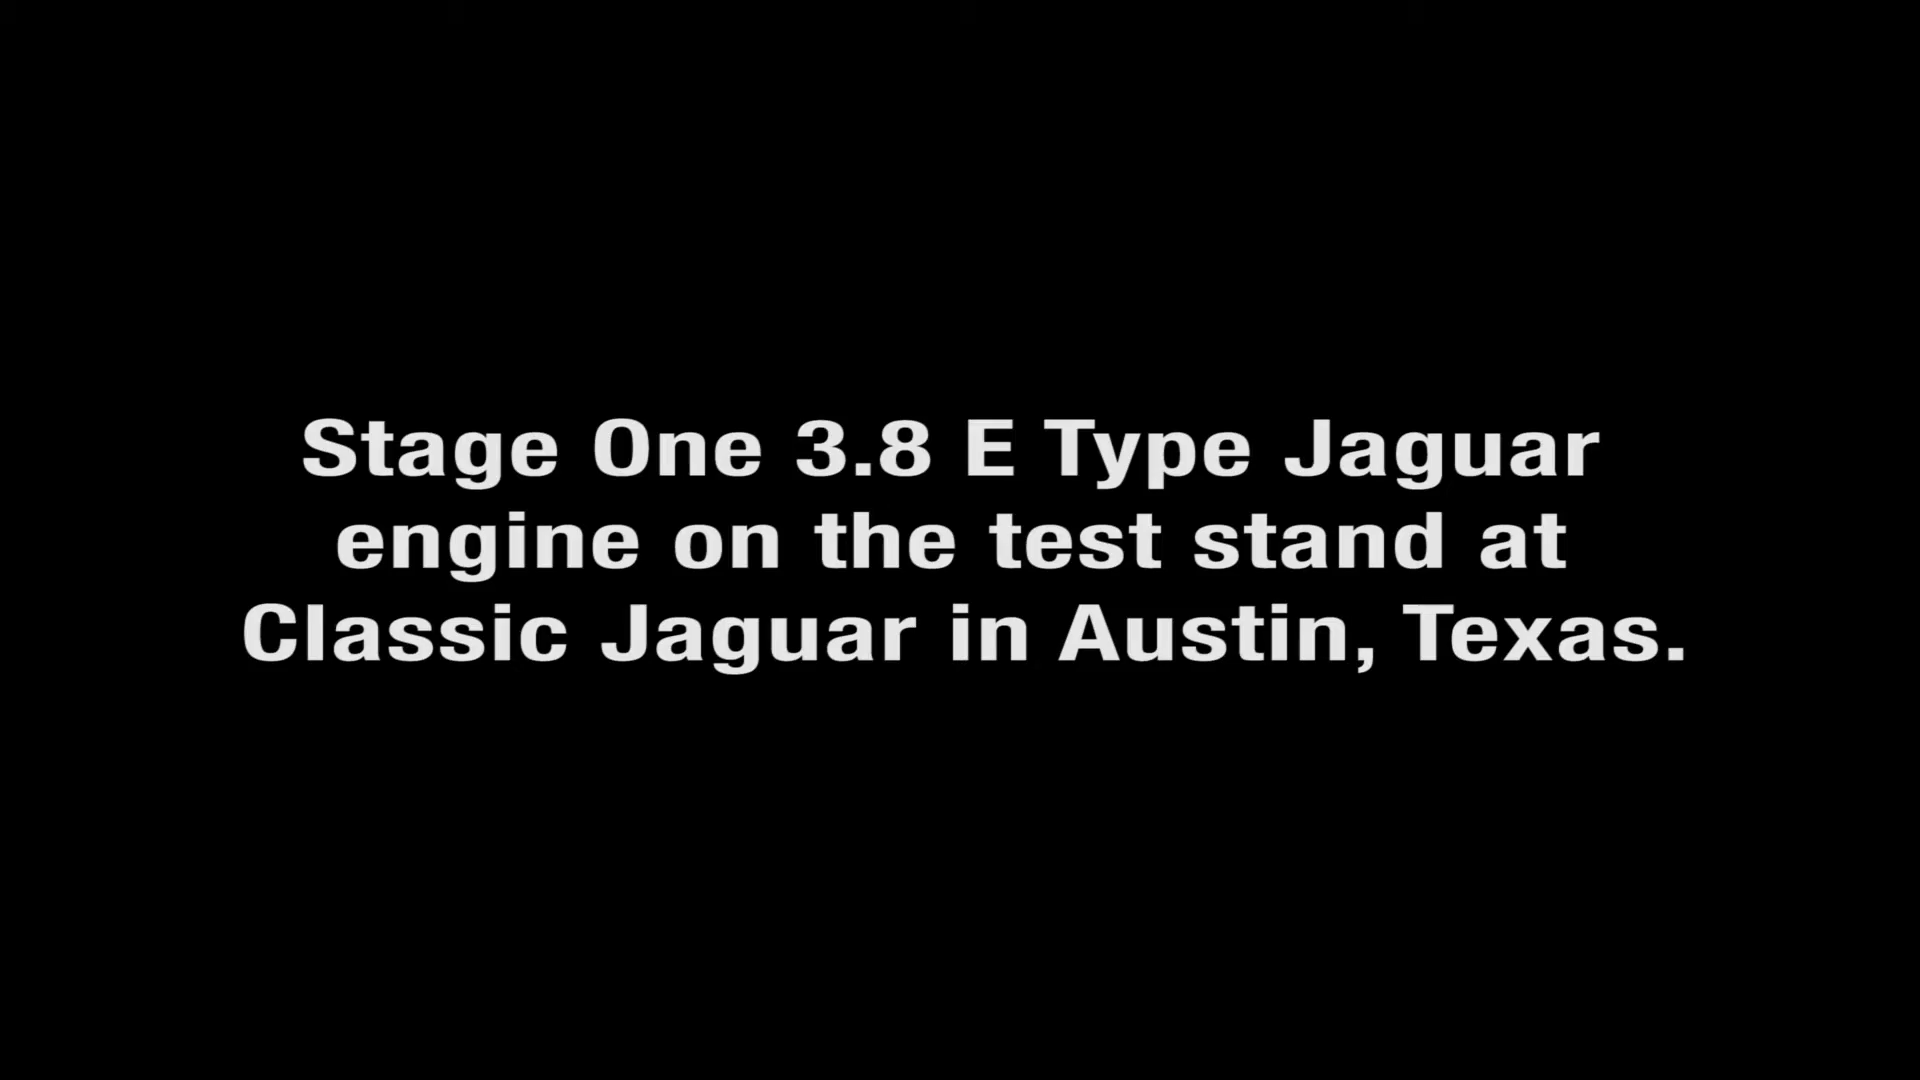 Stage One 3.8 E Type Jaguar
engine on the test stand at
Classic Jaguar in Austin, Texas.